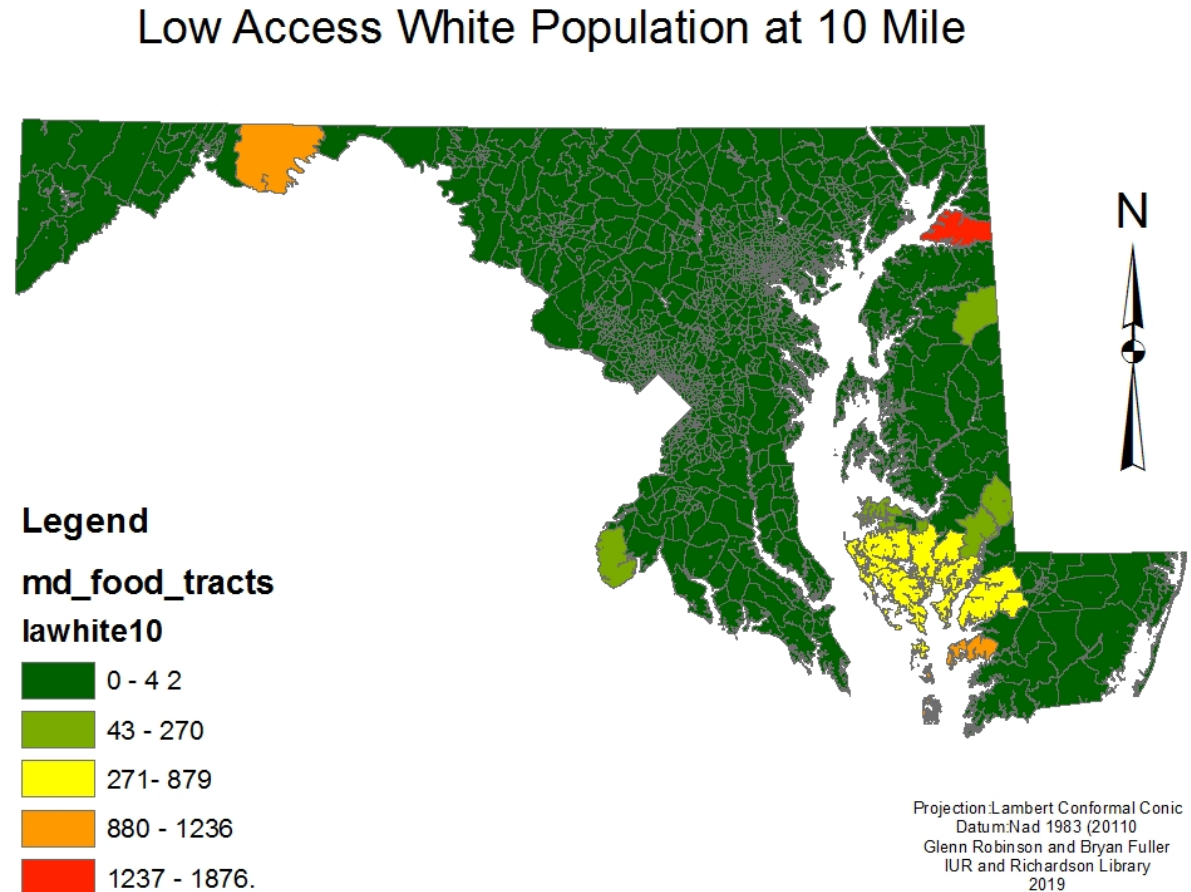 Low Access White Population at 10 Mile
N
Legend
md_food_tracts
lawhite10
0 - 4 2
43 - 270
271- 879
880 - 1236
1237 - 1876.
Projection:Lambert Conformal Conic
Datum:Nad 1983 (20110
Glenn Robinson and Bryan Fuller
IUR and Richardson Library
2019